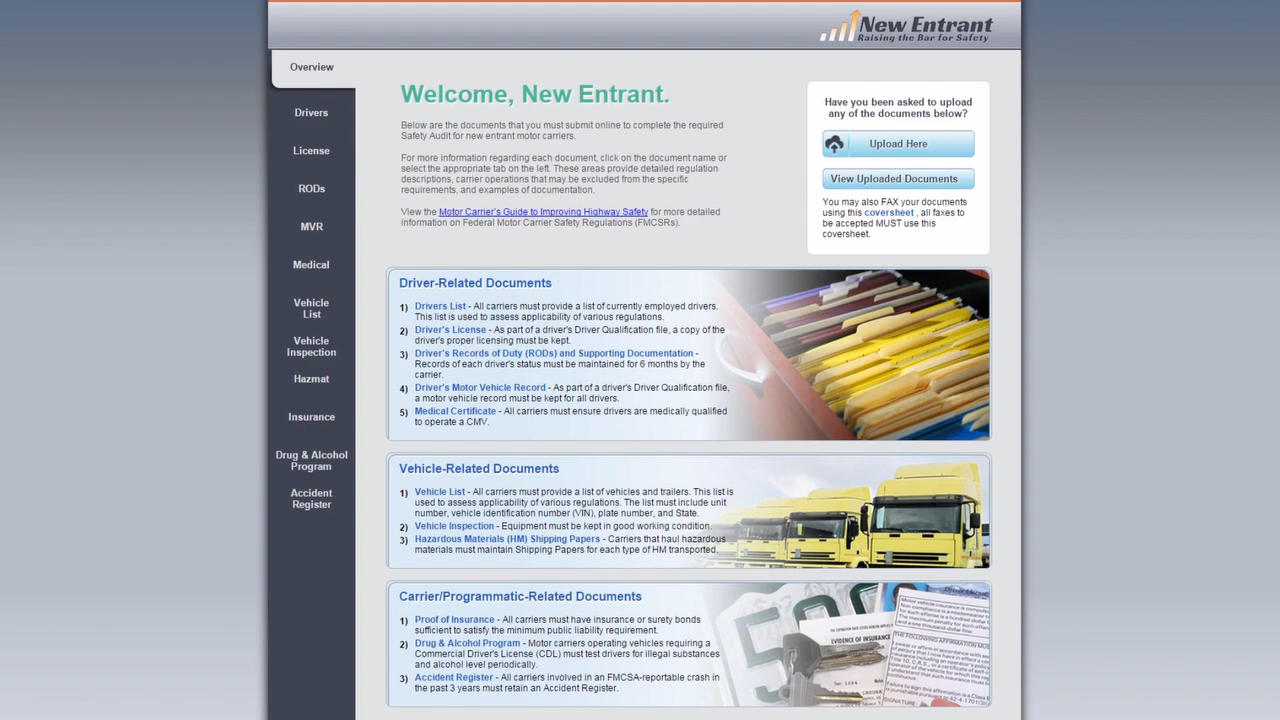 New Entrant
Raising the Bar for Safety
Overview
Drivers
License
RODs
MVR
Medical
Vehicle
List
Vehicle
Inspection
Hazmat
Insurance
Drug & Alcohol
Program
Accident
Register
Welcome, New Entrant.
Below are the documents that you must submit online to complete the required
Safety Audit for new entrant motor carriers.
For more information regarding each document, click on the document name or
select the appropriate tab on the left. These areas provide detailed regulation
descriptions, carrier operations that may be excluded from the specific
requirements, and examples of documentation.
View the Motor Carrier's Guide to Improving Highway Safety for more detailed
information on Federal Motor Carrier Safety Regulations (FMCSRs).
Have you been asked to upload
any of the documents below?
Upload Here
View Uploaded Documents
You may also FAX your documents
using this coversheet , all faxes to
be accepted MUST use this
coversheet.
Driver-Related Documents
1) Drivers List - All carriers must provide a list of currently employed drivers.
This list is used to assess applicability of various regulations.
2) Driver's License - As part of a driver's Driver Qualification file, a copy of the
driver's proper licensing must be kept.
3) Driver's Records of Duty (RODs) and Supporting Documentation -
Records of each driver's status must be maintained for 6 months by the
carrier.
4) Driver's Motor Vehicle Record - As part of a driver's Driver Qualification file,
a motor vehicle record must be kept for all drivers.
5) Medical Certificate - All carriers must ensure drivers are medically qualified
to operate a CMV.
Vehicle-Related Documents
1) Vehicle List - All carriers must provide a list of vehicles and trailers. This list is
used to assess applicability of various regulations. The list must include unit
number, vehicle identification number (VIN), plate number, and State.
2) Vehicle Inspection - Equipment must be kept in good working condition.
3) Hazardous Materials (HM) Shipping Papers - Carriers that haul hazardous
materials must maintain Shipping Papers for each type of HM transported.
Carrier/Programmatic-Related Documents
1) Proof of Insurance - All carriers must have insurance or surety bonds
sufficient to satisfy the minimum public liability requirement.
2) Drug & Alcohol Program - Motor carriers operating vehicles requiring a
Commercial Driver's License (CDL) must test drivers for illegal substances
and alcohol level periodically.
3) Accident Register - All carriers involved in an FMCSA-reportable crash in
the past 3 years must retain an Accident Register.
EVIDENCE OF INSURANCE